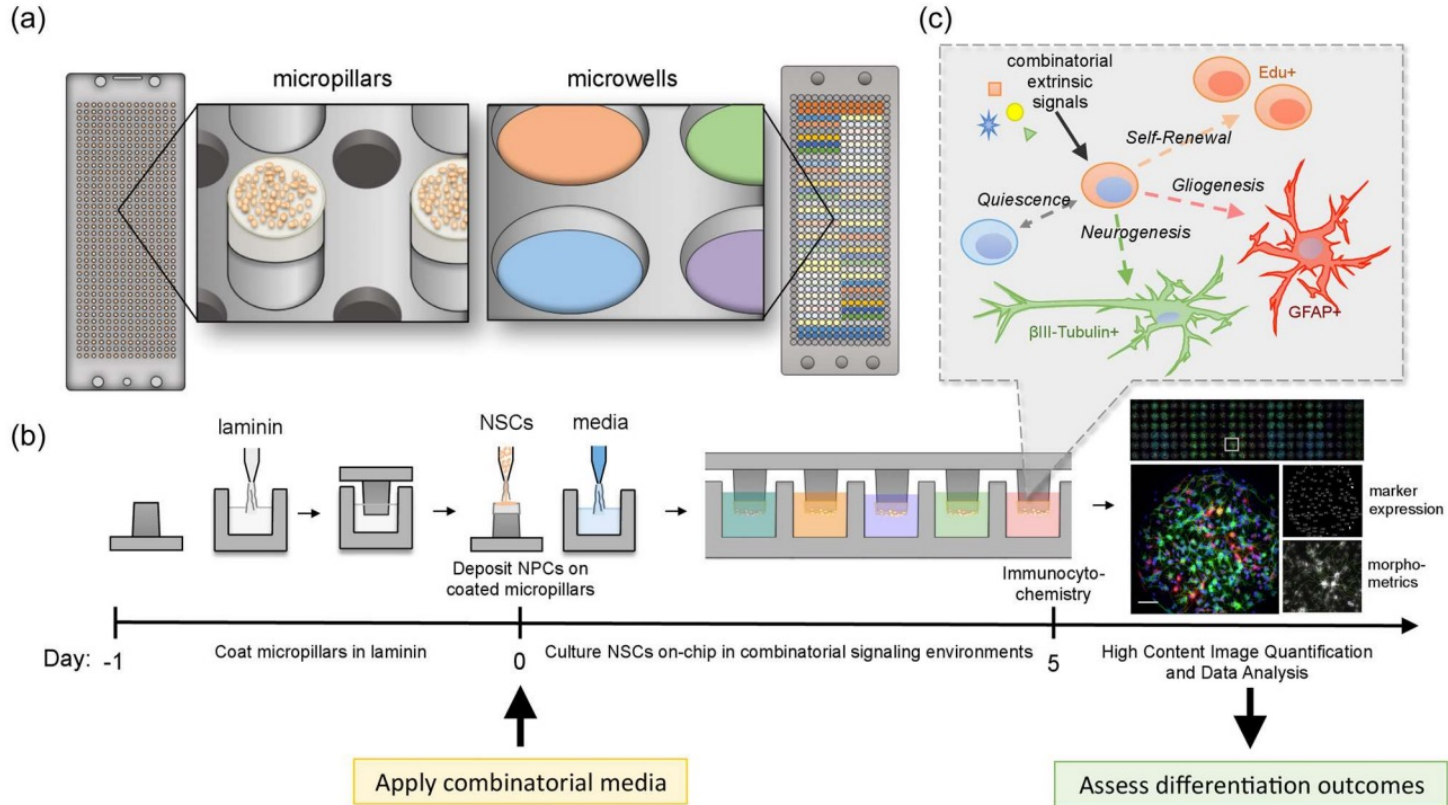 (a)
micropillars
microwells
(c)
combinatorial
extrinsic
signals
Edu+
Self-Renewal
Gliogenesis
Quiescence
Neurogenesis
βIII-Tubulin+
GFAP+
(b)
laminin
NSCs
media
Deposit NPCs on
coated micropillars
Immunocyto-
chemistry
marker
expression
morpho-
metrics
Day: -1
Coat micropillars in laminin
0
Culture NSCs on-chip in combinatorial signaling environments
5
High Content Image Quantification
and Data Analysis
Apply combinatorial media
Assess differentiation outcomes